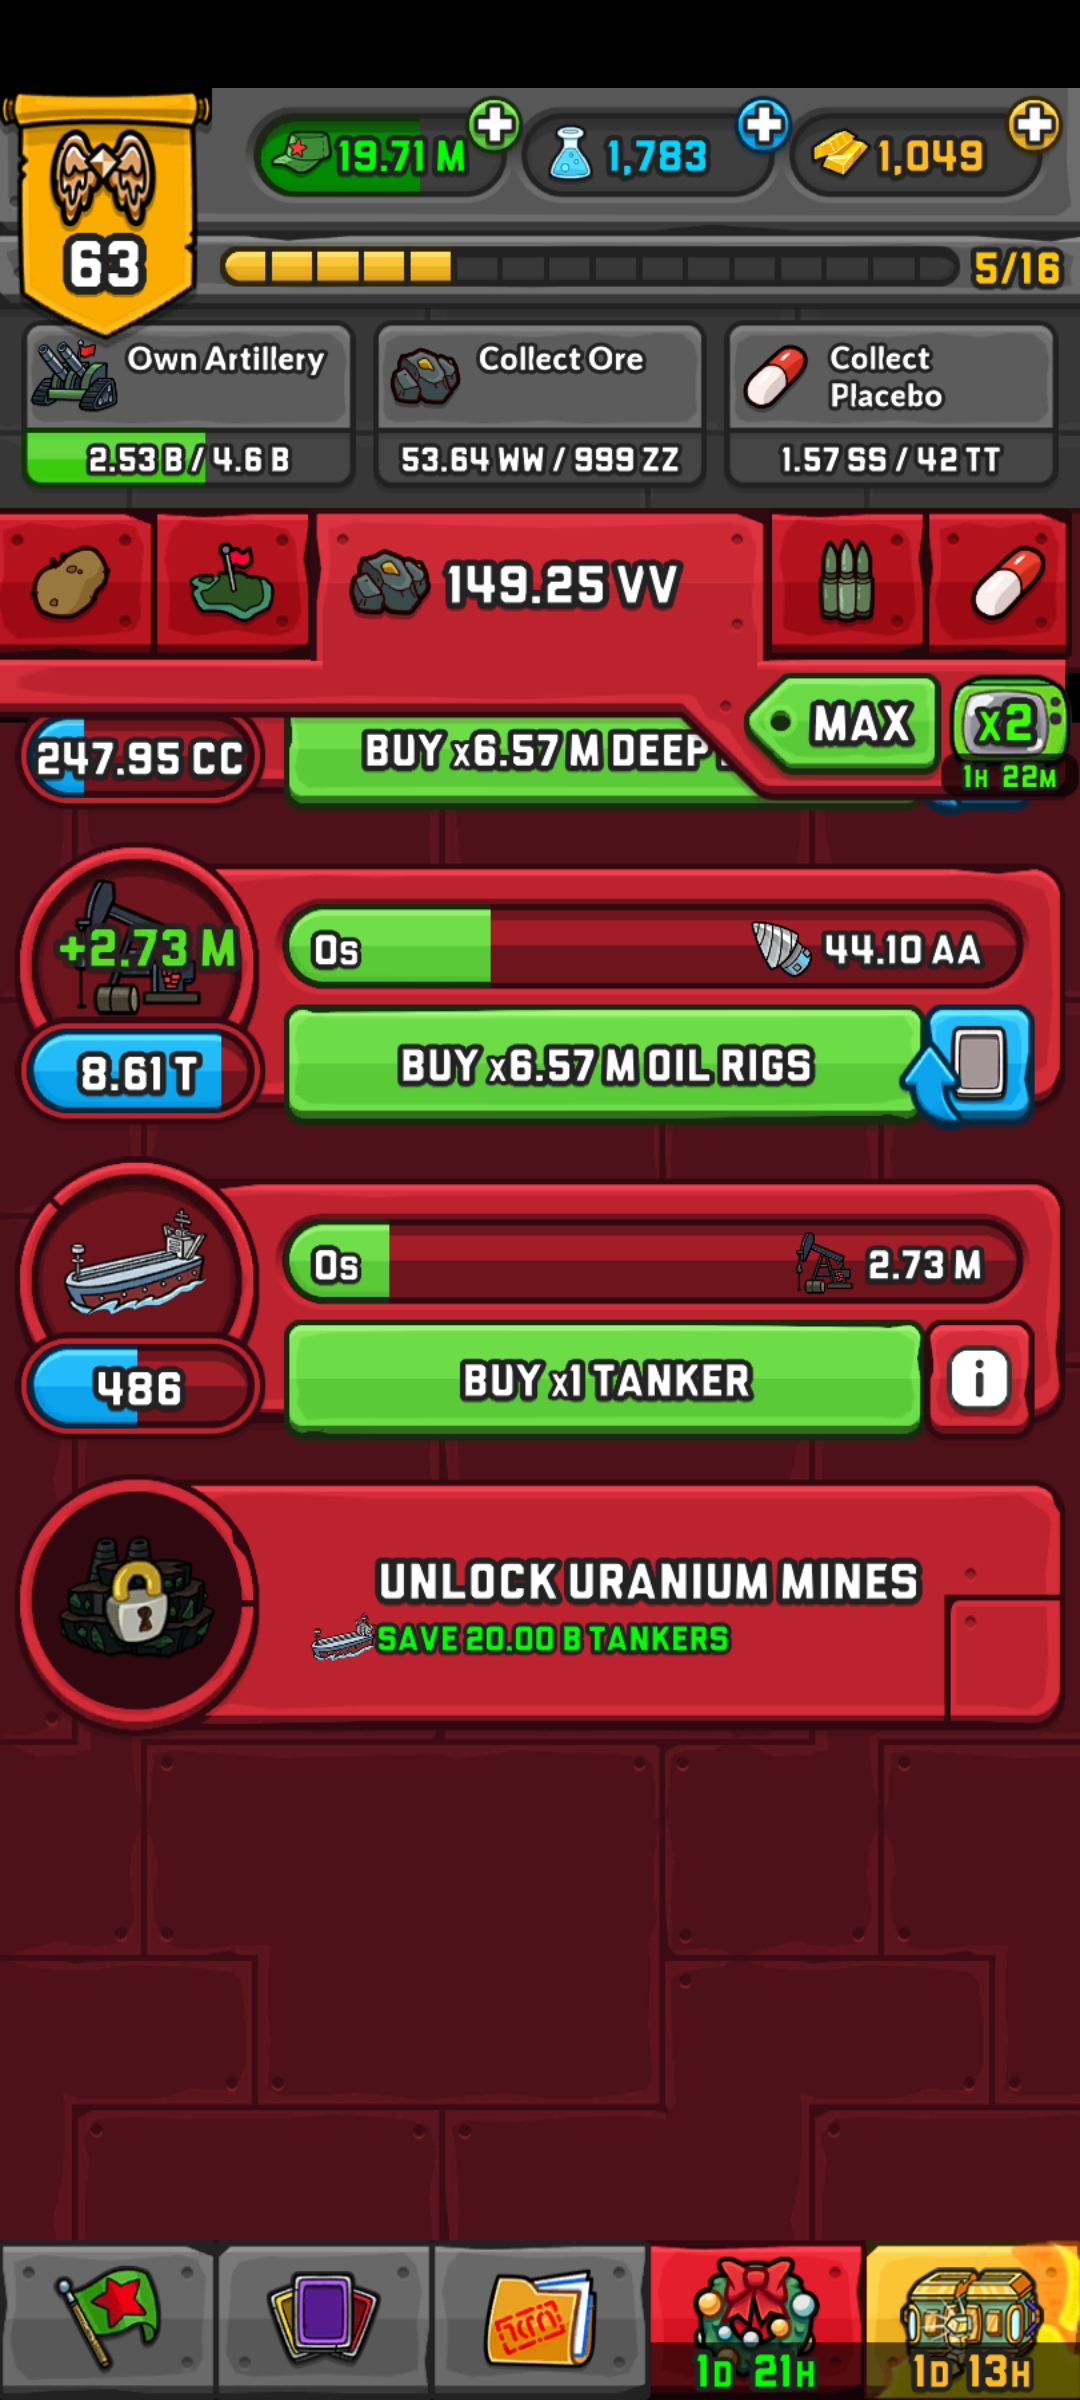 19.71 M
1,783
1,049
63
5/16
Own Artillery
2.53 B / 4.6 B
Collect Ore
53.64 WW / 999 ZZ
Collect
Placebo
1.57 SS / 42 TT
149.25 VV
MAX
x2
1H 22M
247.95 CC
BUY x6.57 M DEEP
+2.73 M
0s
44.10 AA
8.61 T
BUY x6.57 M OIL RIGS
0s
2.73 M
486
BUY x1 TANKER
i
UNLOCK URANIUM MINES
SAVE 20.00 B TANKERS
1D 21H
1D 13H